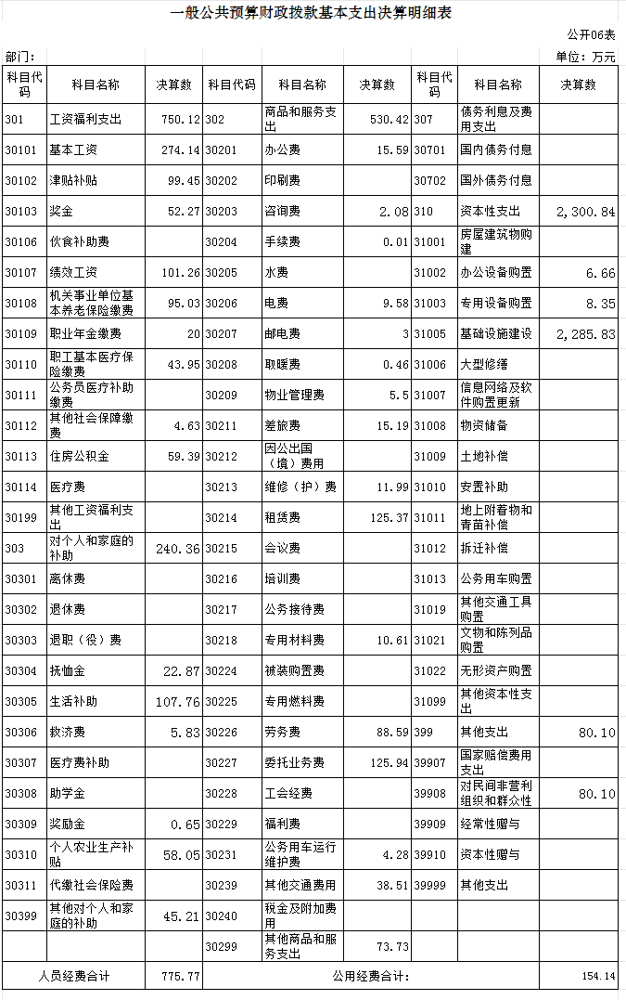 一般公共预算财政拨款基本支出决算明细表
公开06表
部门： 单位：万元
科目代码 科目名称 决算数 科目代码 科目名称 决算数 科目代码 科目名称 决算数
301 工资福利支出 750.12 302 商品和服务支出 530.42 307 债务利息及费用支出
30101 基本工资 274.14 30201 办公费 15.59 30701 国内债务付息
30102 津贴补贴 99.45 30202 印刷费 30702 国外债务付息
30103 奖金 52.27 30203 咨询费 2.08 310 资本性支出 2,300.84
30106 伙食补助费 30204 手续费 0.01 31001 房屋建筑物购建
30107 绩效工资 101.26 30205 水费 31002 办公设备购置 6.66
30108 机关事业单位基本养老保险缴费 95.03 30206 电费 9.58 31003 专用设备购置 8.35
30109 职业年金缴费 20 30207 邮电费 3 31005 基础设施建设 2,285.83
30110 职工基本医疗保险缴费 43.95 30208 取暖费 0.46 31006 大型修缮
30111 公务员医疗补助缴费 30209 物业管理费 5.5 31007 信息网络及软件购置更新
30112 其他社会保障缴费 4.63 30211 差旅费 15.19 31008 物资储备
30113 住房公积金 59.39 30212 因公出国（境）费用 31009 土地补偿
30114 医疗费 30213 维修（护）费 11.99 31010 安置补助
30199 其他工资福利支出 30214 租赁费 125.37 31011 地上附着物和青苗补偿
303 对个人和家庭的补助 240.36 30215 会议费 31012 拆迁补偿
30301 离休费 30216 培训费 31013 公务用车购置
30302 退休费 30217 公务接待费 31019 其他交通工具购置
30303 退职（役）费 30218 专用材料费 10.61 31021 文物和陈列品购置
30304 抚恤金 22.87 30224 被装购置费 31022 无形资产购置
30305 生活补助 107.76 30225 专用燃料费 31099 其他资本性支出
30306 救济费 5.83 30226 劳务费 88.59 399 其他支出 80.10
30307 医疗费补助 30227 委托业务费 125.94 39907 国家赔偿费用支出
30308 助学金 30228 工会经费 39908 对民间非营利组织和群众性 80.10
30309 奖励金 0.65 30229 福利费 39909 经常性赠与
30310 个人农业生产补贴 58.05 30231 公务用车运行维护费 4.28 39910 资本性赠与
30311 代缴社会保险费 30239 其他交通费用 38.51 39999 其他支出
30399 其他对个人和家庭的补助 45.21 30240 税金及附加费用
30299 其他商品和服务支出 73.73
人员经费合计 775.77 公用经费合计： 154.14